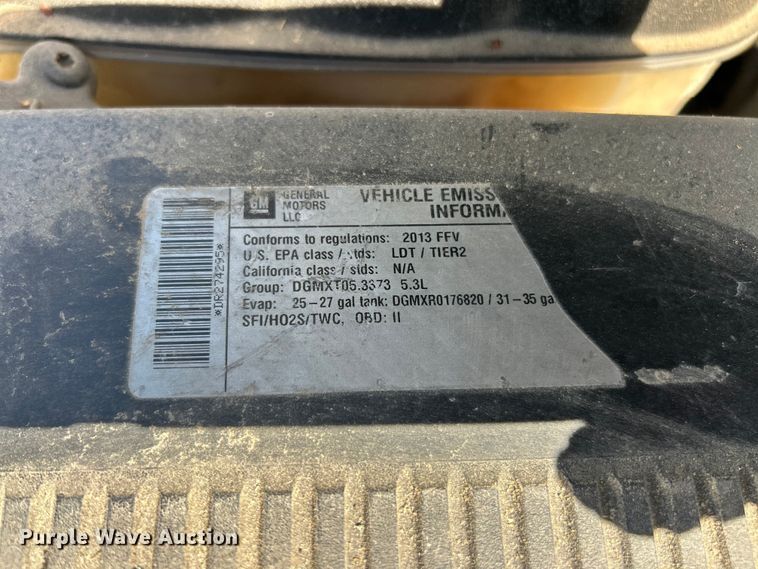 GM GENERAL MOTORS LLC
VEHICLE EMISS
INFORM
Conforms to regulations: 2013 FFV
U.S. EPA class / stds: LDT / TIER2
California class / stds: N/A
Group: DGMXT05.3373 5.3L
Evap: 25-27 gal tank: DGMXR0176820 / 31-35 ga
SFI/HO2S/TWC, OBD: II
*DR274295*
Purple Wave Auction